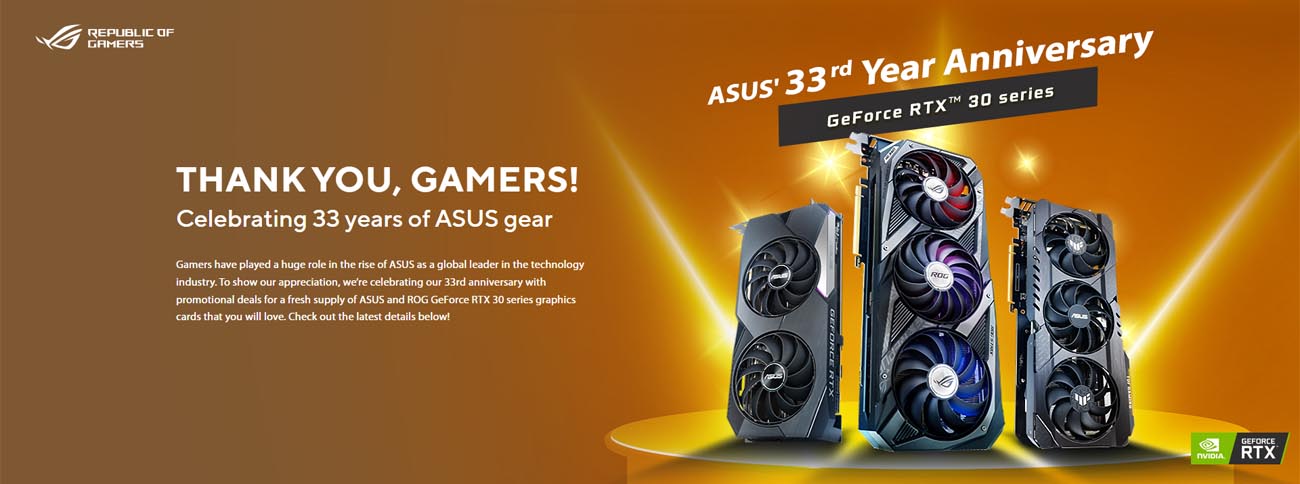 REPUBLIC OF
GAMERS
ASUS' 33rd Year Anniversary
GeForce RTX™ 30 series
THANK YOU, GAMERS!
Celebrating 33 years of ASUS gear
Gamers have played a huge role in the rise of ASUS as a global leader in the technology
industry. To show our appreciation, we’re celebrating our 33rd anniversary with
promotional deals for a fresh supply of ASUS and ROG GeForce RTX 30 series graphics
cards that you will love. Check out the latest details below!
ASUS
ASUS
GEFORCE RTX
ROG
ASUS
NVIDIA.
GEFORCE
RTX